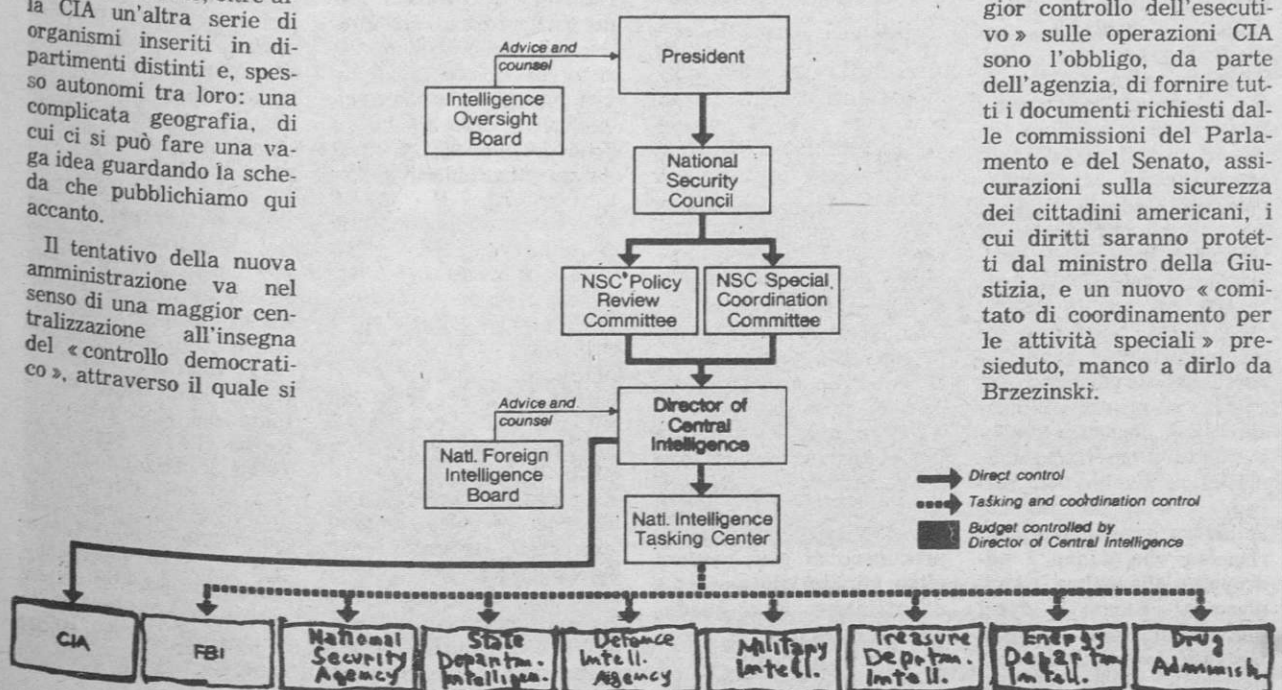 la CIA un'altra serie di
organismi inseriti in di-
partimenti distinti e, spes-
so autonomi tra loro: una
complicata geografia, di
cui ci si può fare una va-
ga idea guardando la sche-
da che pubblichiamo qui
accanto.
Il tentativo della nuova
amministrazione va nel
senso di una maggior cen-
tralizzazione all'insegna
del « controllo democrati-
co », attraverso il quale si
President
Advice and
counsel
Intelligence
Oversight
Board
National
Security
Council
NSC Policy
Review
Committee
NSC Special
Coordination
Committee
Director of
Central
Intelligence
Advice and
counsel
Natl. Foreign
Intelligence
Board
Natl. Intelligence
Tasking Center
gior controllo dell'esecuti-
vo » sulle operazioni CIA
sono l'obbligo, da parte
dell'agenzia, di fornire tut-
ti i documenti richiesti dal-
le commissioni del Parla-
mento e del Senato, assi-
curazioni sulla sicurezza
dei cittadini americani, i
cui diritti saranno protet-
ti dal ministro della Giu-
stizia, e un nuovo « comi-
tato di coordinamento per
le attività speciali » pre-
sieduto, manco a dirlo da
Brzezinski.
Direct control
Tasking and coordination control
Budget controlled by
Director of Central Intelligence
CIA
FBI
National
Security
Agency
State
Departm.
Intelligen.
Defence
Intell.
Agency
Military
Intell.
Treasure
Deprtm.
Intell.
Energy
Departm
Intell.
Drug
Administ.